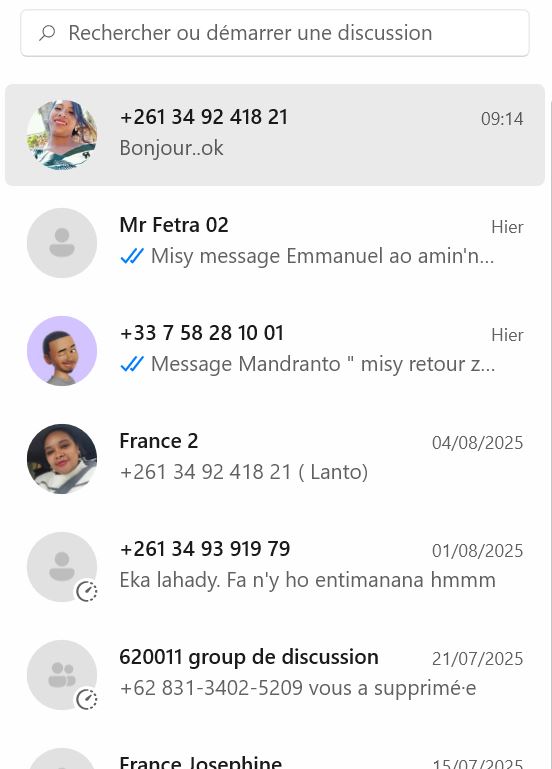 Rechercher ou démarrer une discussion
+261 34 92 418 21 09:14
Bonjour..ok
Mr Fetra 02 Hier
Misy message Emmanuel ao amin'n...
+33 7 58 28 10 01 Hier
Message Mandranto " misy retour z...
France 2 04/08/2025
+261 34 92 418 21 ( Lanto)
+261 34 93 919 79 01/08/2025
Eka lahady. Fa n'y ho entimanana hmmm
620011 group de discussion 21/07/2025
+62 831-3402-5209 vous a supprimé·e
France Josephine 15/07/2025